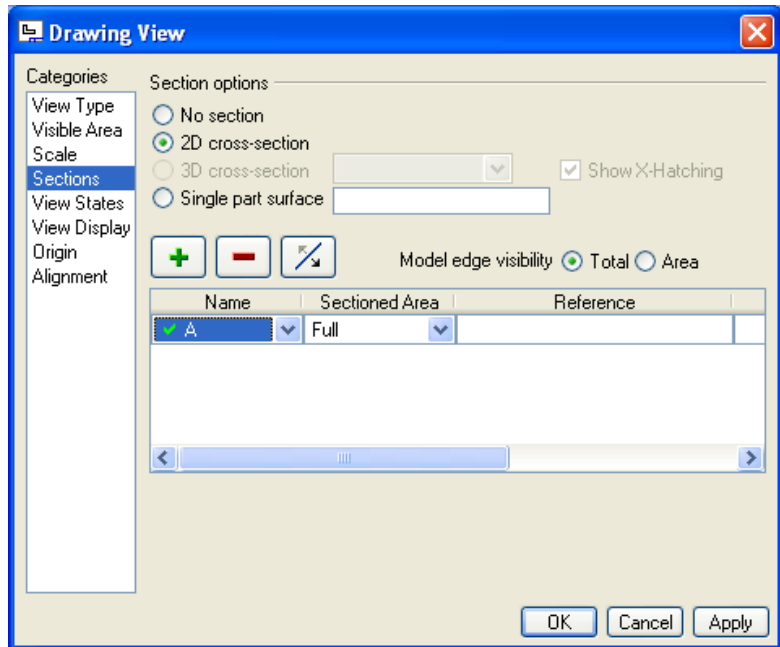 Drawing View
Categories
View Type
Visible Area
Scale
Sections
View States
View Display
Origin
Alignment
Section options
No section
2D cross-section
3D cross-section
Show X-Hatching
Single part surface
Model edge visibility Total Area
Name Sectioned Area Reference
A Full
OK Cancel Apply